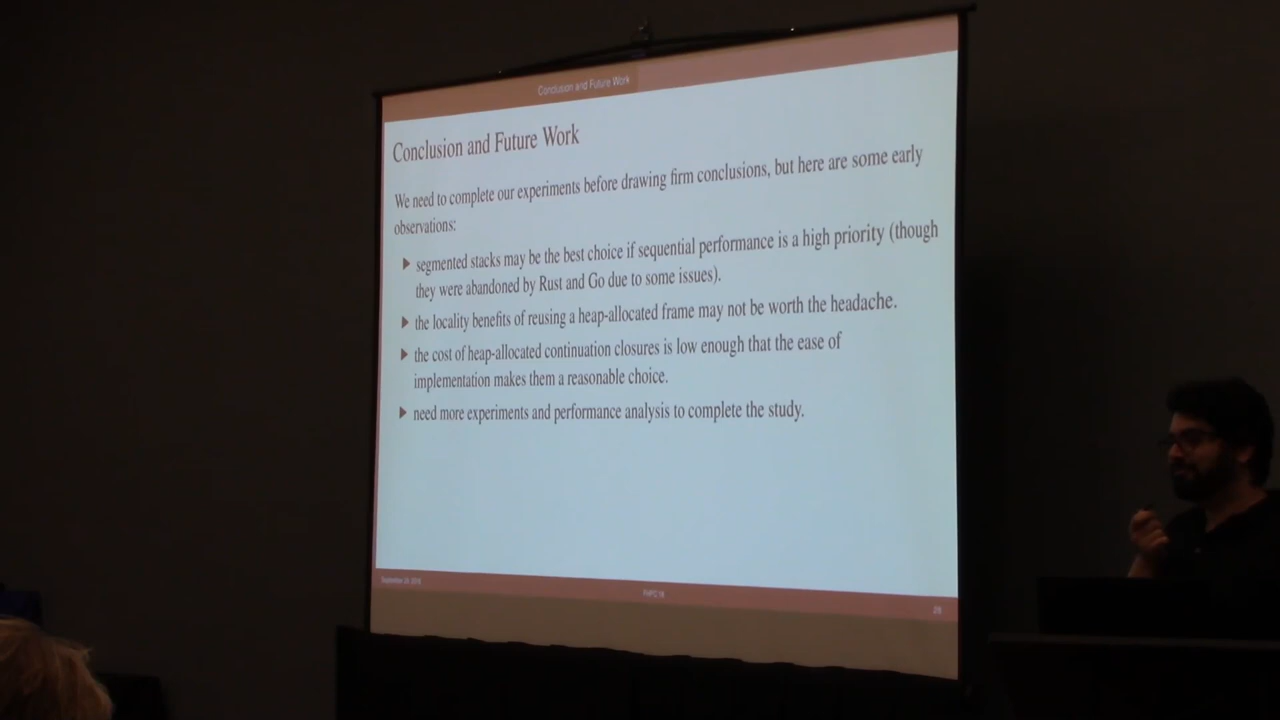 Conclusion and Future Work
Conclusion and Future Work
We need to complete our experiments before drawing firm conclusions, but here are some early
observations:
segmented stacks may be the best choice if sequential performance is a high priority (though
they were abandoned by Rust and Go due to some issues).
the locality benefits of reusing a heap-allocated frame may not be worth the headache.
the cost of heap-allocated continuation closures is low enough that the ease of
implementation makes them a reasonable choice.
need more experiments and performance analysis to complete the study.
September